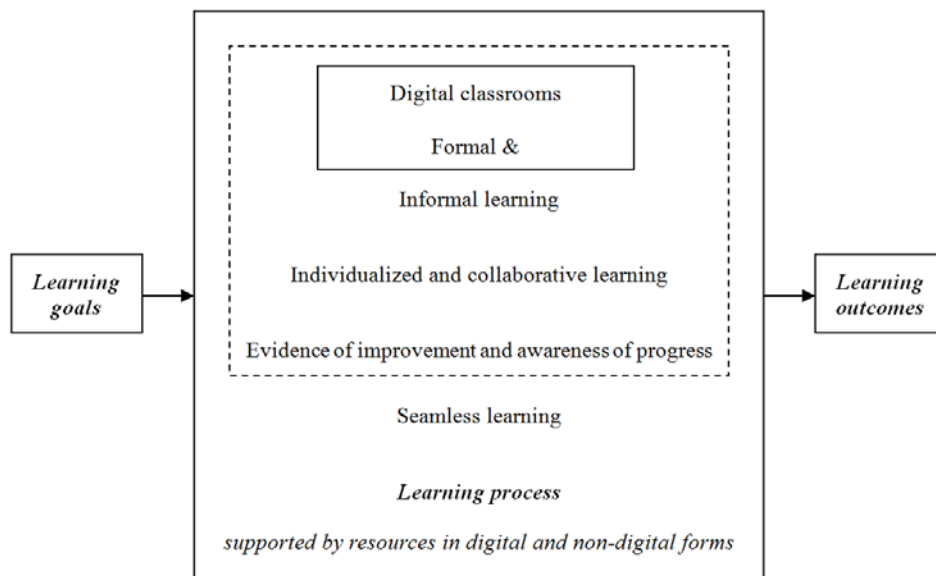 Digital classrooms
Formal &
Informal learning
Individualized and collaborative learning
Evidence of improvement and awareness of progress
Seamless learning
Learning process
supported by resources in digital and non-digital forms
Learning
goals
Learning
outcomes